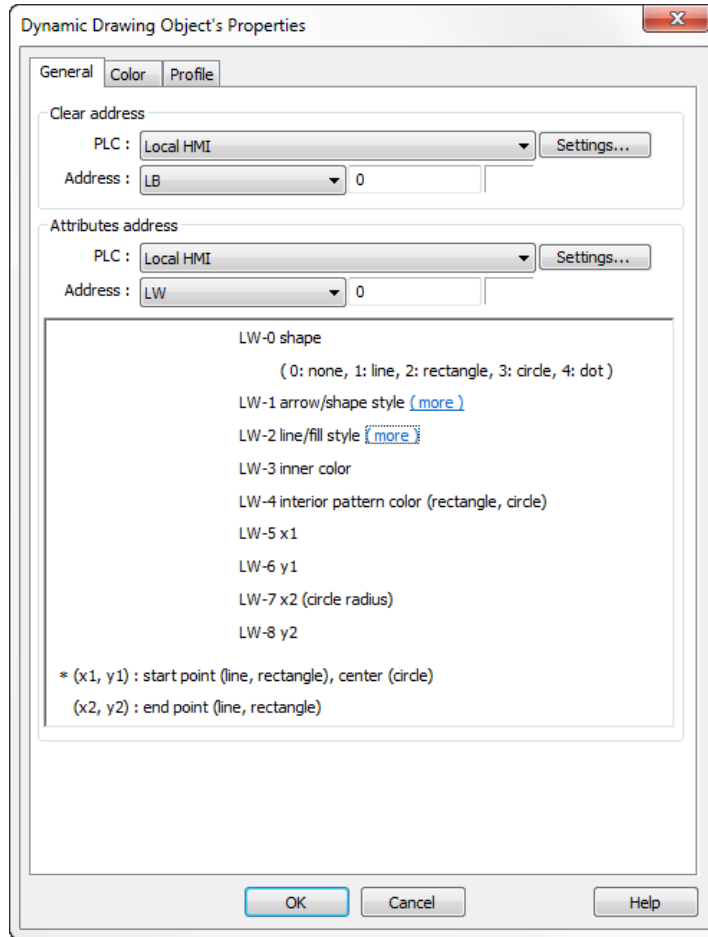 Dynamic Drawing Object's Properties
General Color Profile
Clear address
PLC : Local HMI Settings...
Address : LB 0
Attributes address
PLC : Local HMI Settings...
Address : LW 0
LW-0 shape
( 0: none, 1: line, 2: rectangle, 3: circle, 4: dot )
LW-1 arrow/shape style ( more )
LW-2 line/fill style ( more )
LW-3 inner color
LW-4 interior pattern color (rectangle, circle)
LW-5 x1
LW-6 y1
LW-7 x2 (circle radius)
LW-8 y2
* (x1, y1) : start point (line, rectangle), center (circle)
(x2, y2) : end point (line, rectangle)
OK Cancel Help